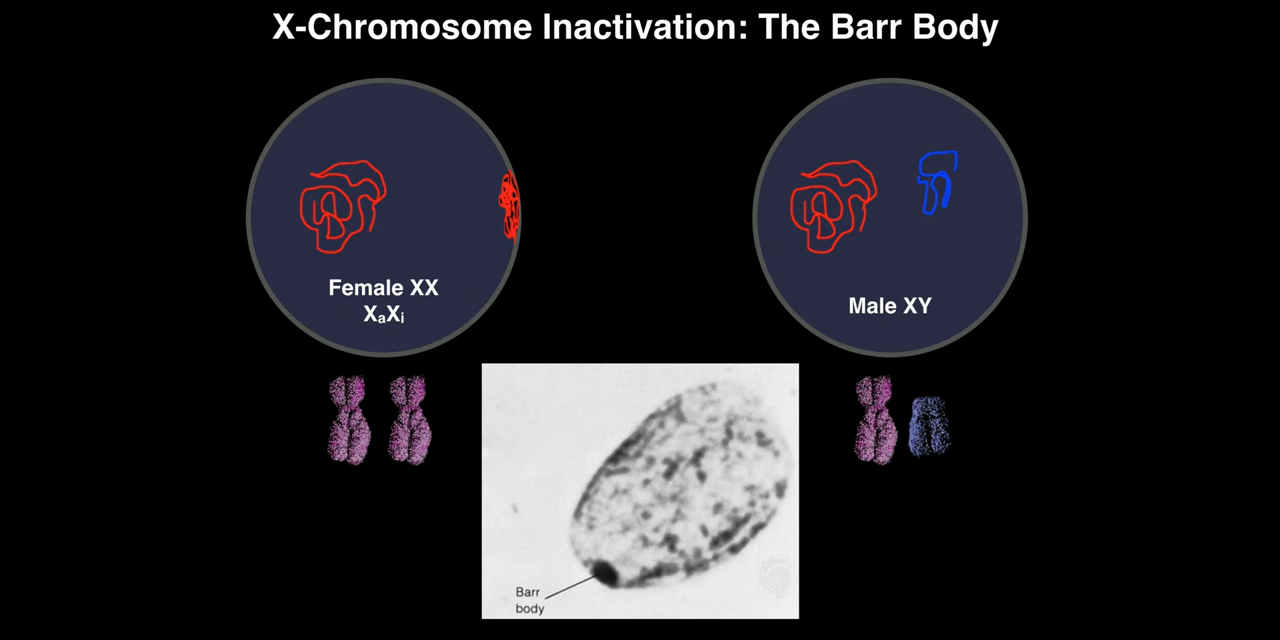 X-Chromosome Inactivation: The Barr Body
Female XX
XₐXᵢ
Male XY
Barr
body